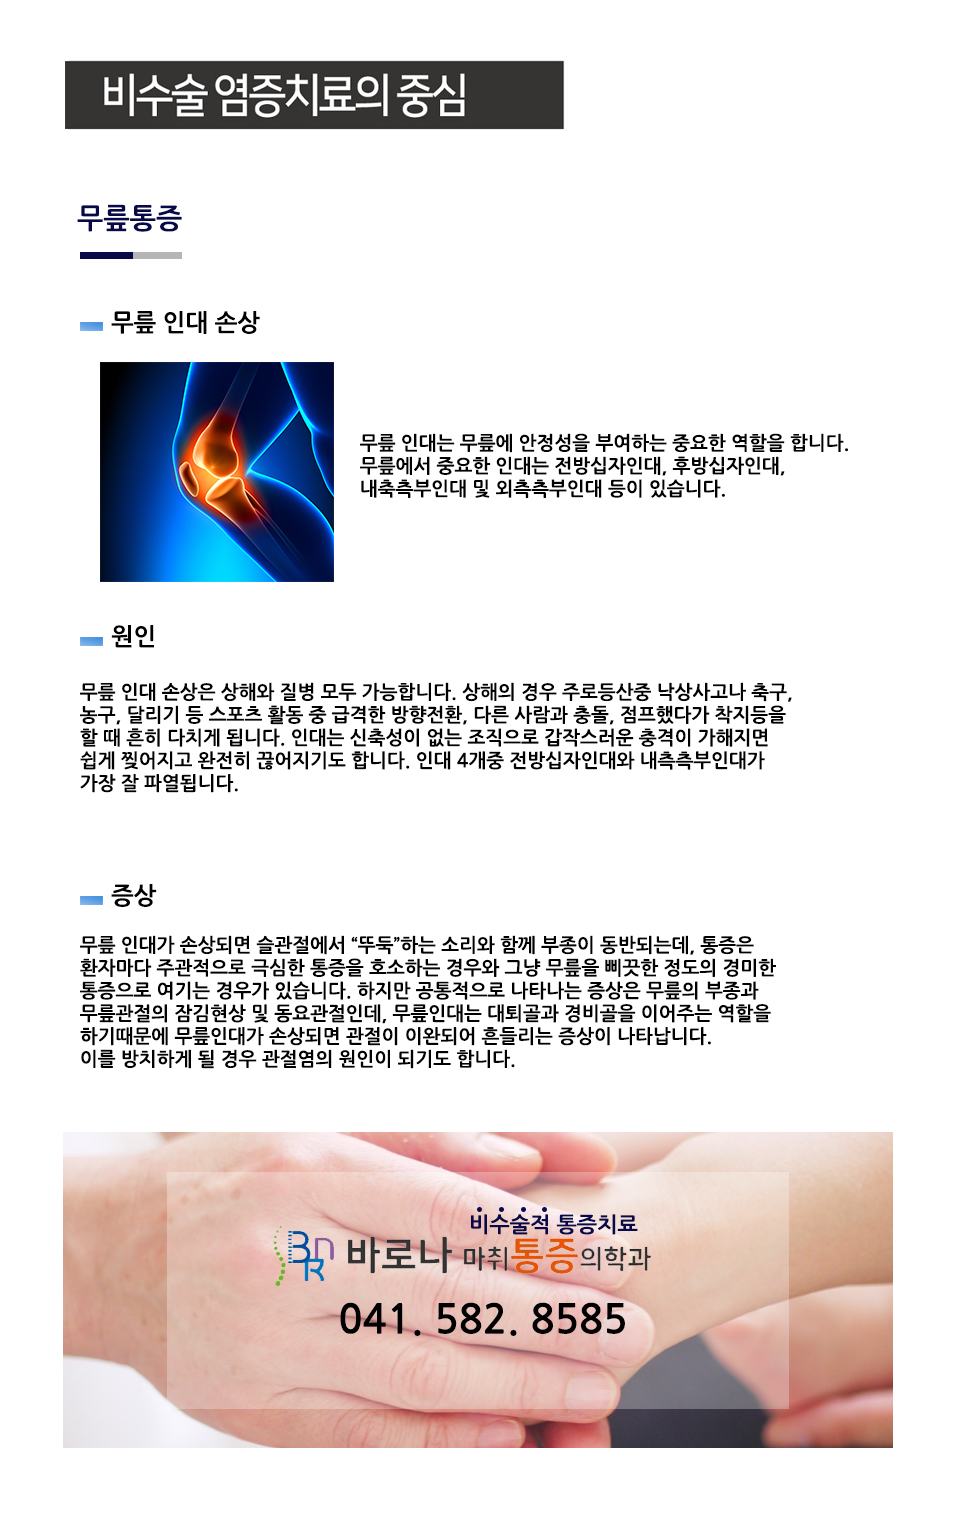 비수술 염증치료의 중심
무릎통증
무릎 인대 손상
무릎 인대는 무릎에 안정성을 부여하는 중요한 역할을 합니다.
무릎에서 중요한 인대는 전방십자인대, 후방십자인대,
내축측부인대 및 외측측부인대 등이 있습니다.
원인
무릎 인대 손상은 상해와 질병 모두 가능합니다. 상해의 경우 주로등산중 낙상사고나 축구,
농구, 달리기 등 스포츠 활동 중 급격한 방향전환, 다른 사람과 충돌, 점프했다가 착지등을
할 때 흔히 다치게 됩니다. 인대는 신축성이 없는 조직으로 갑작스러운 충격이 가해지면
쉽게 찢어지고 완전히 끊어지기도 합니다. 인대 4개중 전방십자인대와 내측측부인대가
가장 잘 파열됩니다.
증상
무릎 인대가 손상되면 슬관절에서 “뚜둑”하는 소리와 함께 부종이 동반되는데, 통증은
환자마다 주관적으로 극심한 통증을 호소하는 경우와 그냥 무릎을 삐끗한 정도의 경미한
통증으로 여기는 경우가 있습니다. 하지만 공통적으로 나타나는 증상은 무릎의 부종과
무릎관절의 잠김현상 및 동요관절인데, 무릎인대는 대퇴골과 경비골을 이어주는 역할을
하기때문에 무릎인대가 손상되면 관절이 이완되어 흔들리는 증상이 나타납니다.
이를 방치하게 될 경우 관절염의 원인이 되기도 합니다.
비수술적 통증치료
BRN 바로나 마취통증의학과
041. 582. 8585